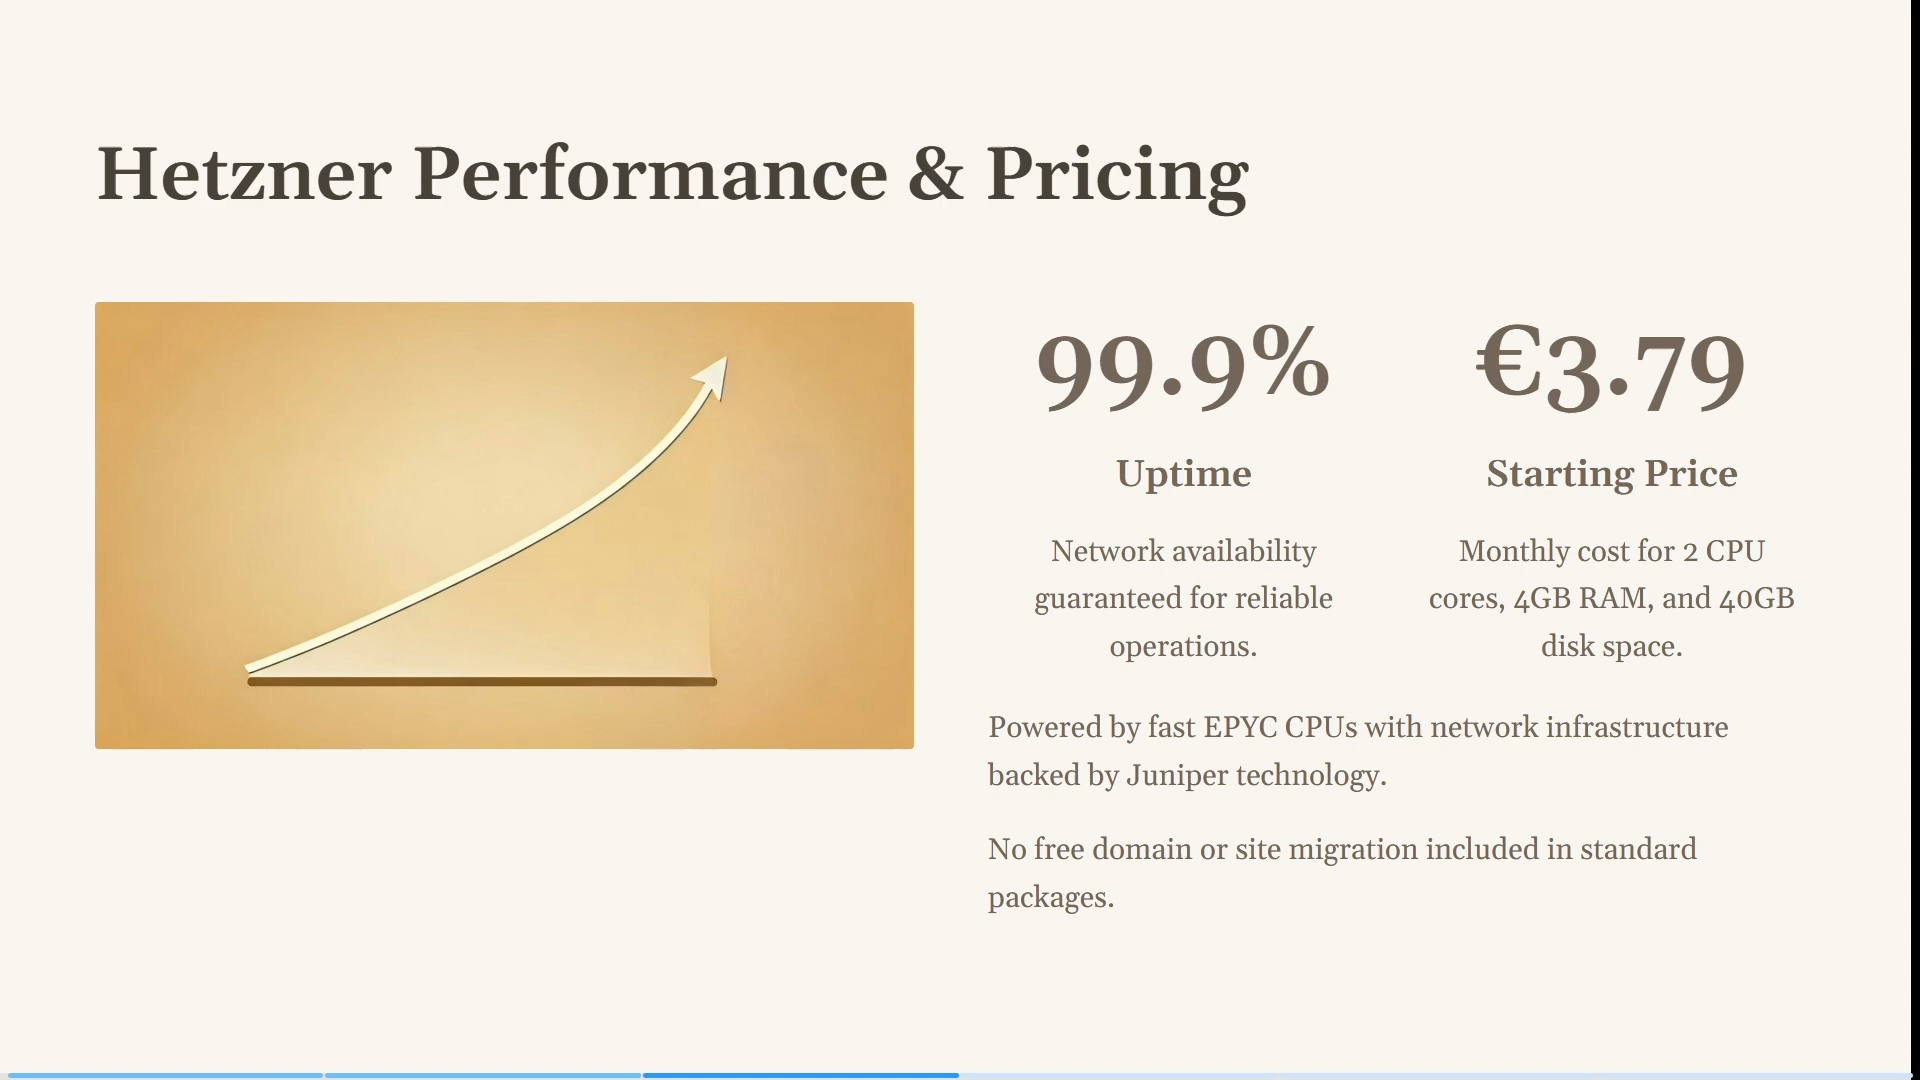 Hetzner Performance & Pricing
99.9%
Uptime
Network availability
guaranteed for reliable
operations.
€3.79
Starting Price
Monthly cost for 2 CPU
cores, 4GB RAM, and 40GB
disk space.
Powered by fast EPYC CPUs with network infrastructure
backed by Juniper technology.
No free domain or site migration included in standard
packages.